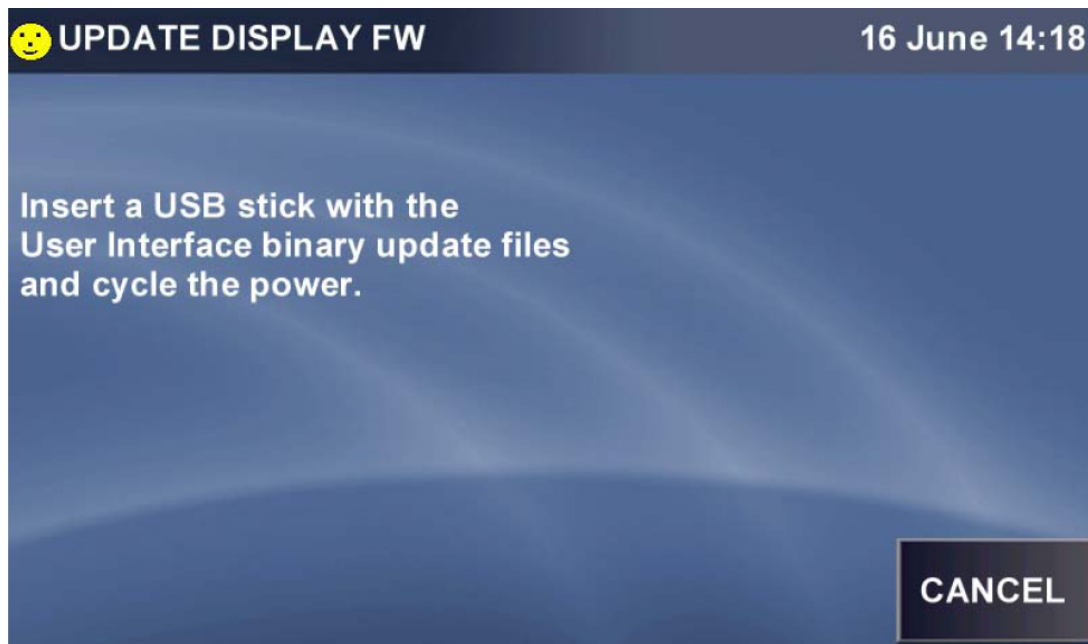 UPDATE DISPLAY FW
16 June 14:18
Insert a USB stick with the
User Interface binary update files
and cycle the power.
CANCEL